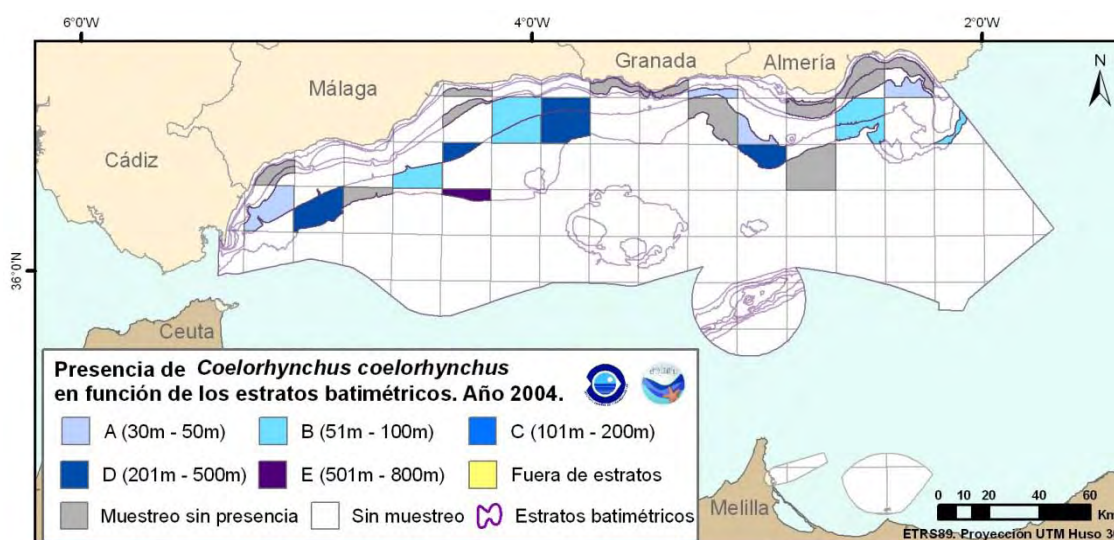 6°0'W 4°0'W 2°0'W
Granada Almería
N
Málaga
Cádiz
36°0'N
Ceuta
Presencia de Coelorhynchus coelorhynchus
en función de los estratos batimétricos. Año 2004.
A (30m - 50m) B (51m - 100m) C (101m - 200m)
D (201m - 500m) E (501m - 800m) Fuera de estratos
Muestreo sin presencia Sin muestreo Estratos batimétricos
Melilla
0 10 20 40 60
Km
ETRS89. Proyección UTM Huso 3